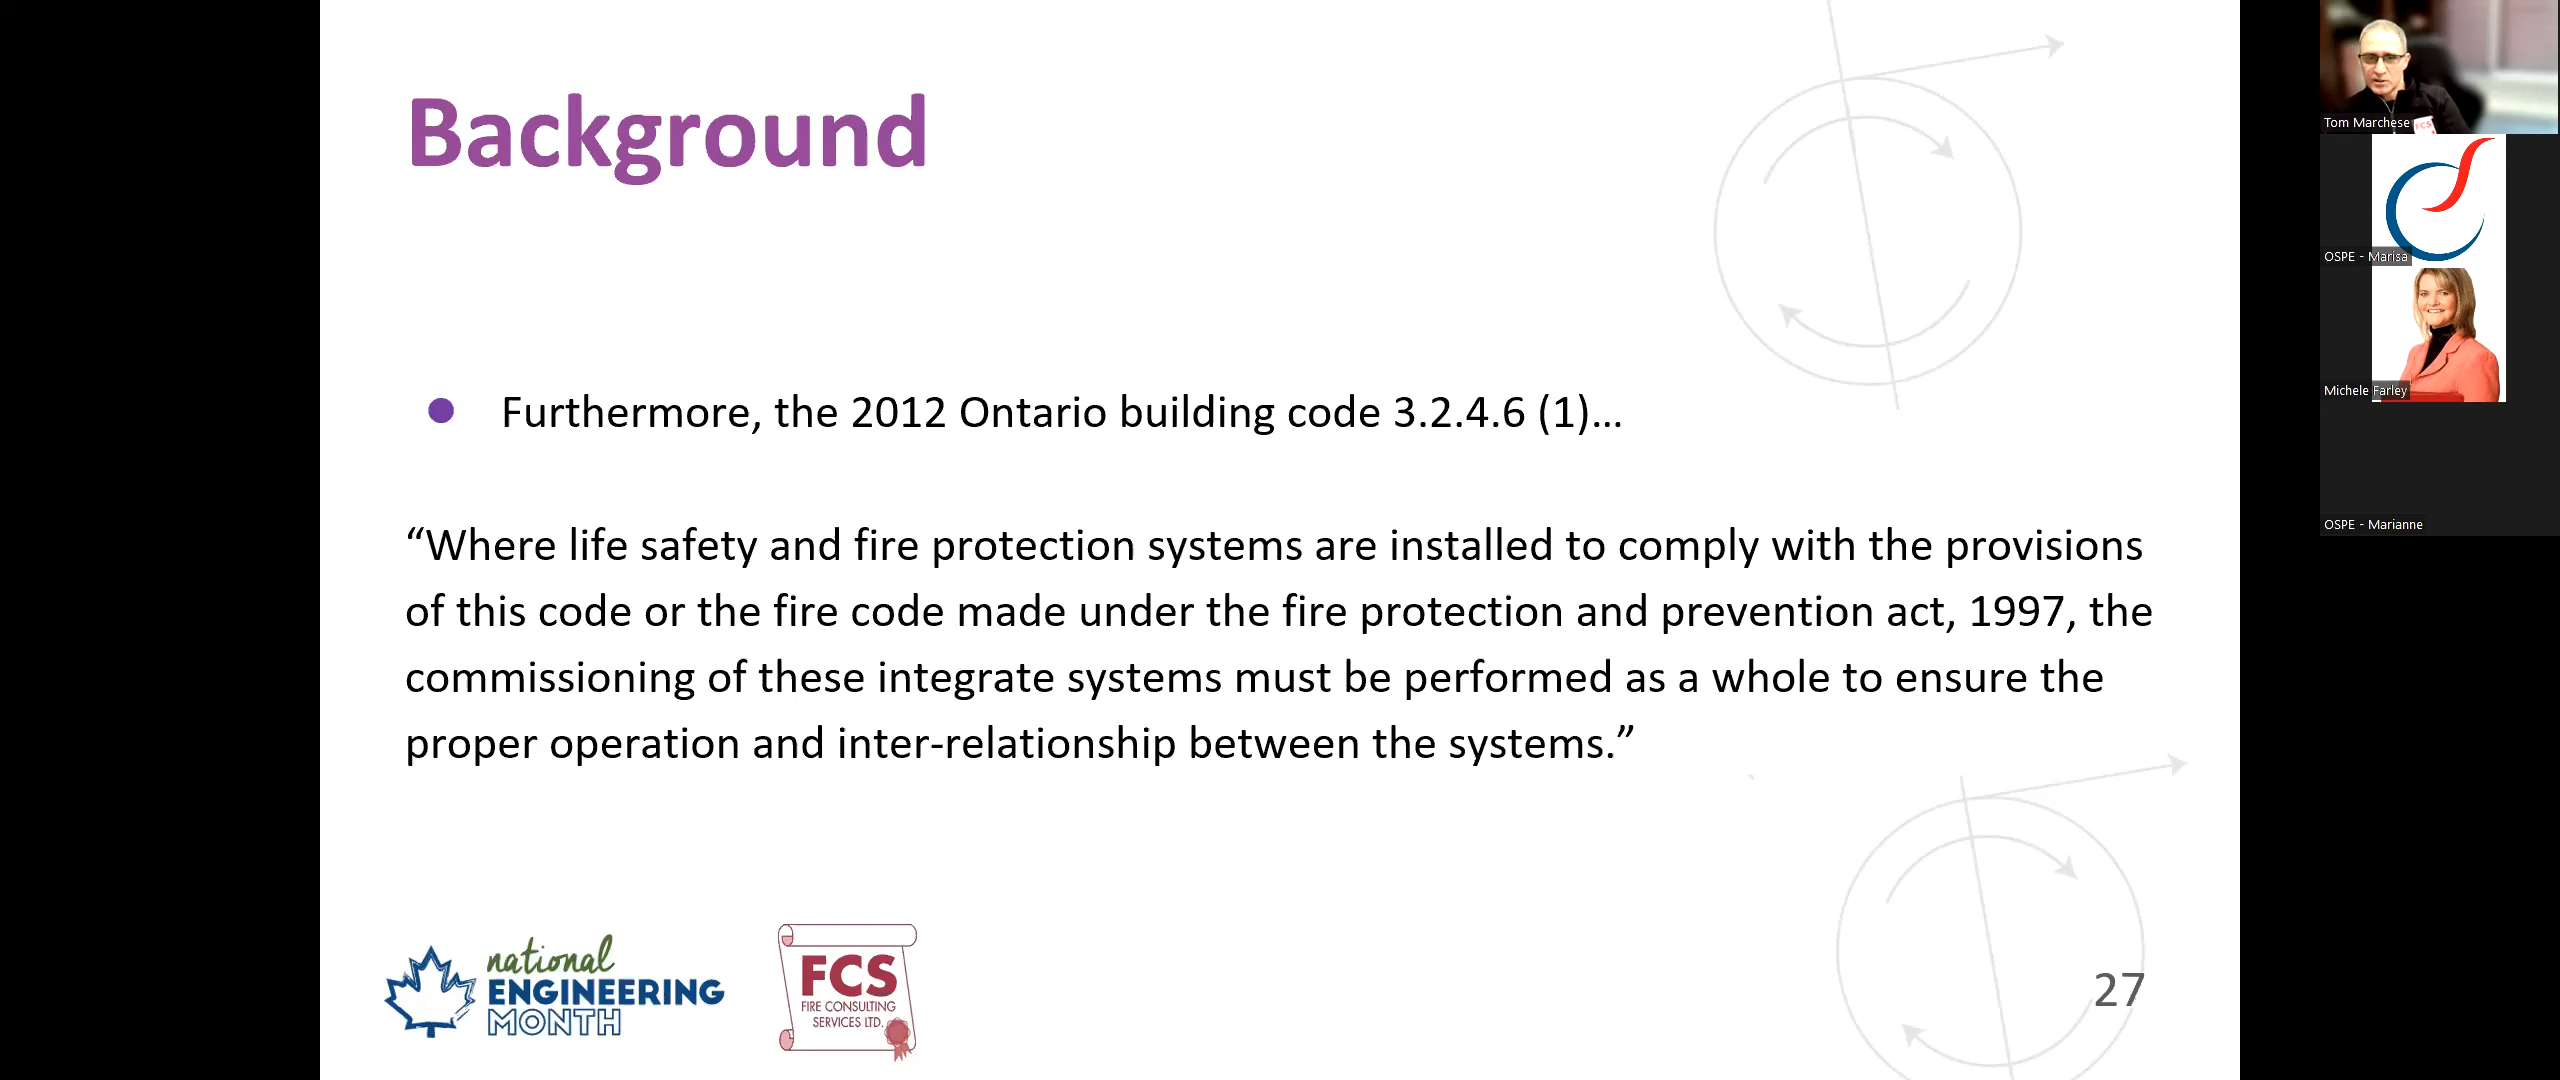 Background
● Furthermore, the 2012 Ontario building code 3.2.4.6 (1)…
“Where life safety and fire protection systems are installed to comply with the provisions
of this code or the fire code made under the fire protection and prevention act, 1997, the
commissioning of these integrate systems must be performed as a whole to ensure the
proper operation and inter-relationship between the systems.”
national
ENGINEERING
MONTH
FCS
FIRE CONSULTING
SERVICES LTD.
27
Tom Marchese
FCS
OSPE - Marisa
Michele Farley
OSPE - Marianne